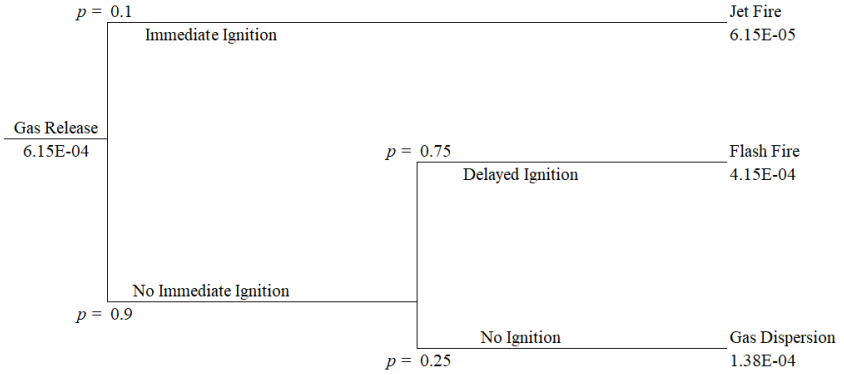 p = 0.1
Jet Fire
Immediate Ignition
6.15E-05
Gas Release
6.15E-04
p = 0.75
Flash Fire
Delayed Ignition
4.15E-04
No Immediate Ignition
p = 0.9
No Ignition
Gas Dispersion
p = 0.25
1.38E-04